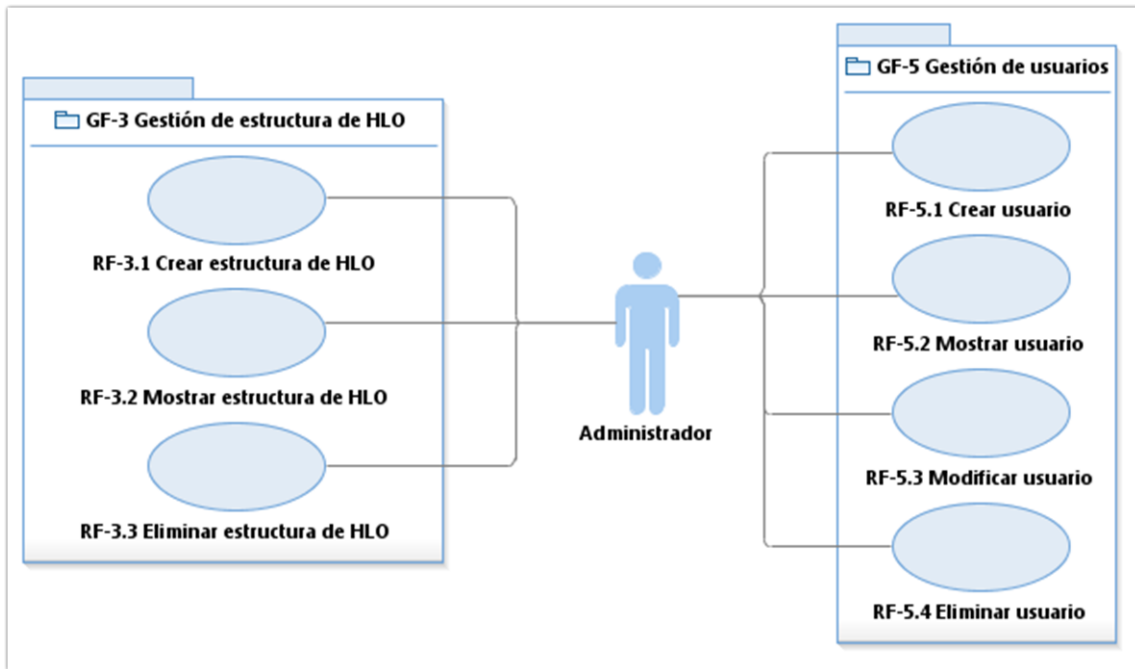 GF-3 Gestión de estructura de HLO
RF-3.1 Crear estructura de HLO
RF-3.2 Mostrar estructura de HLO
RF-3.3 Eliminar estructura de HLO
Administrador
GF-5 Gestión de usuarios
RF-5.1 Crear usuario
RF-5.2 Mostrar usuario
RF-5.3 Modificar usuario
RF-5.4 Eliminar usuario